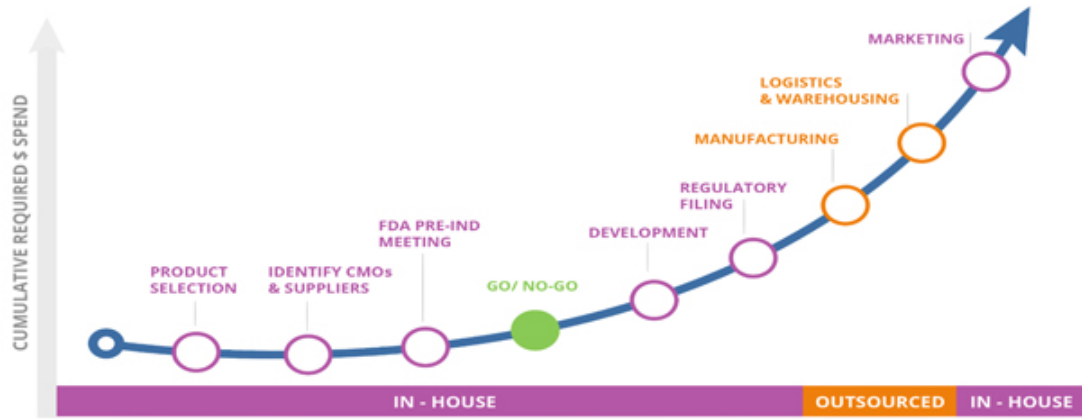 CUMULATIVE REQUIRED $ SPEND
PRODUCT
SELECTION
IDENTIFY CMOs
& SUPPLIERS
FDA PRE-IND
MEETING
GO/ NO-GO
DEVELOPMENT
REGULATORY
FILING
MANUFACTURING
LOGISTICS
& WAREHOUSING
MARKETING
IN - HOUSE
OUTSOURCED
IN - HOUSE